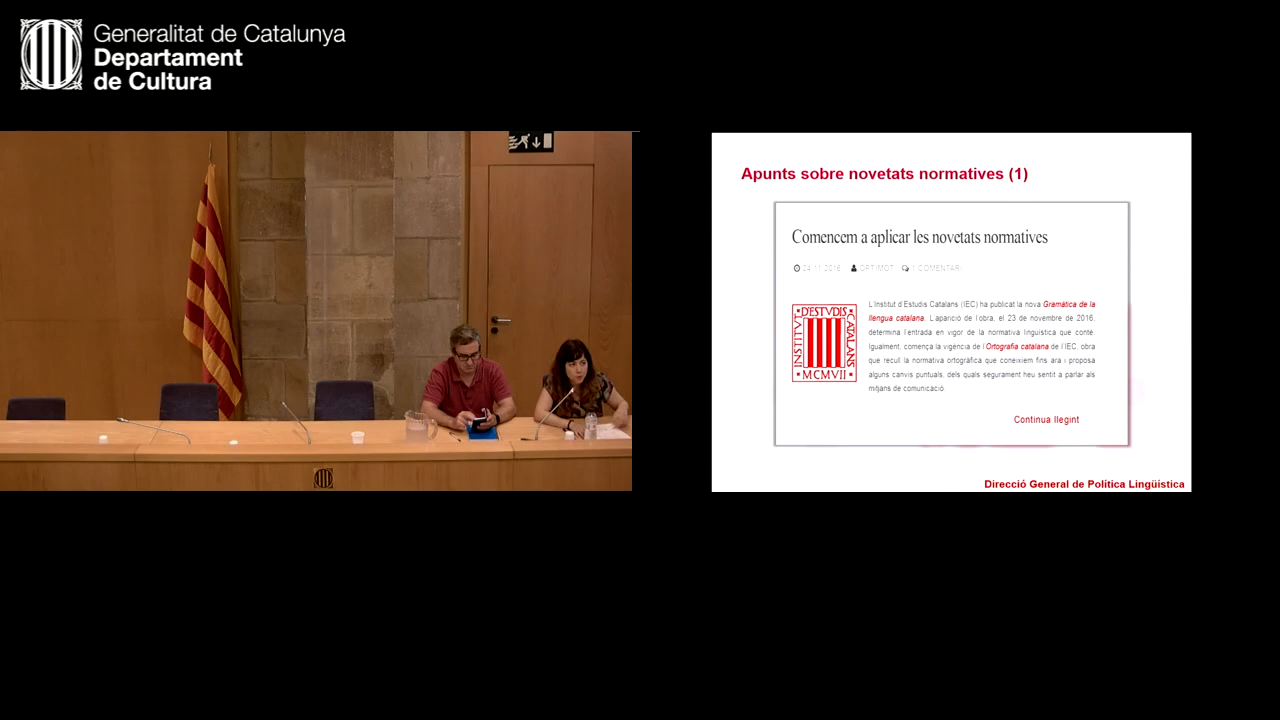 Generalitat de Catalunya
Departament
de Cultura
Apunts sobre novetats normatives (1)
Comencem a aplicar les novetats normatives
24.11.2016 OPTIMOT 1 COMENTARI
INSTITVT D'ESTVDIS CATALANS MCMVII
L'Institut d'Estudis Catalans (IEC) ha publicat la nova Gramàtica de la
llengua catalana. L'aparició de l'obra, el 23 de novembre de 2016,
determina l'entrada en vigor de la normativa lingüística que conté.
Igualment, comença la vigència de l'Ortografia catalana de l'IEC, obra
que recull la normativa ortogràfica que coneixíem fins ara i proposa
alguns canvis puntuals, dels quals segurament heu sentit a parlar als
mitjans de comunicació.
Continua llegint
Direcció General de Política Lingüística